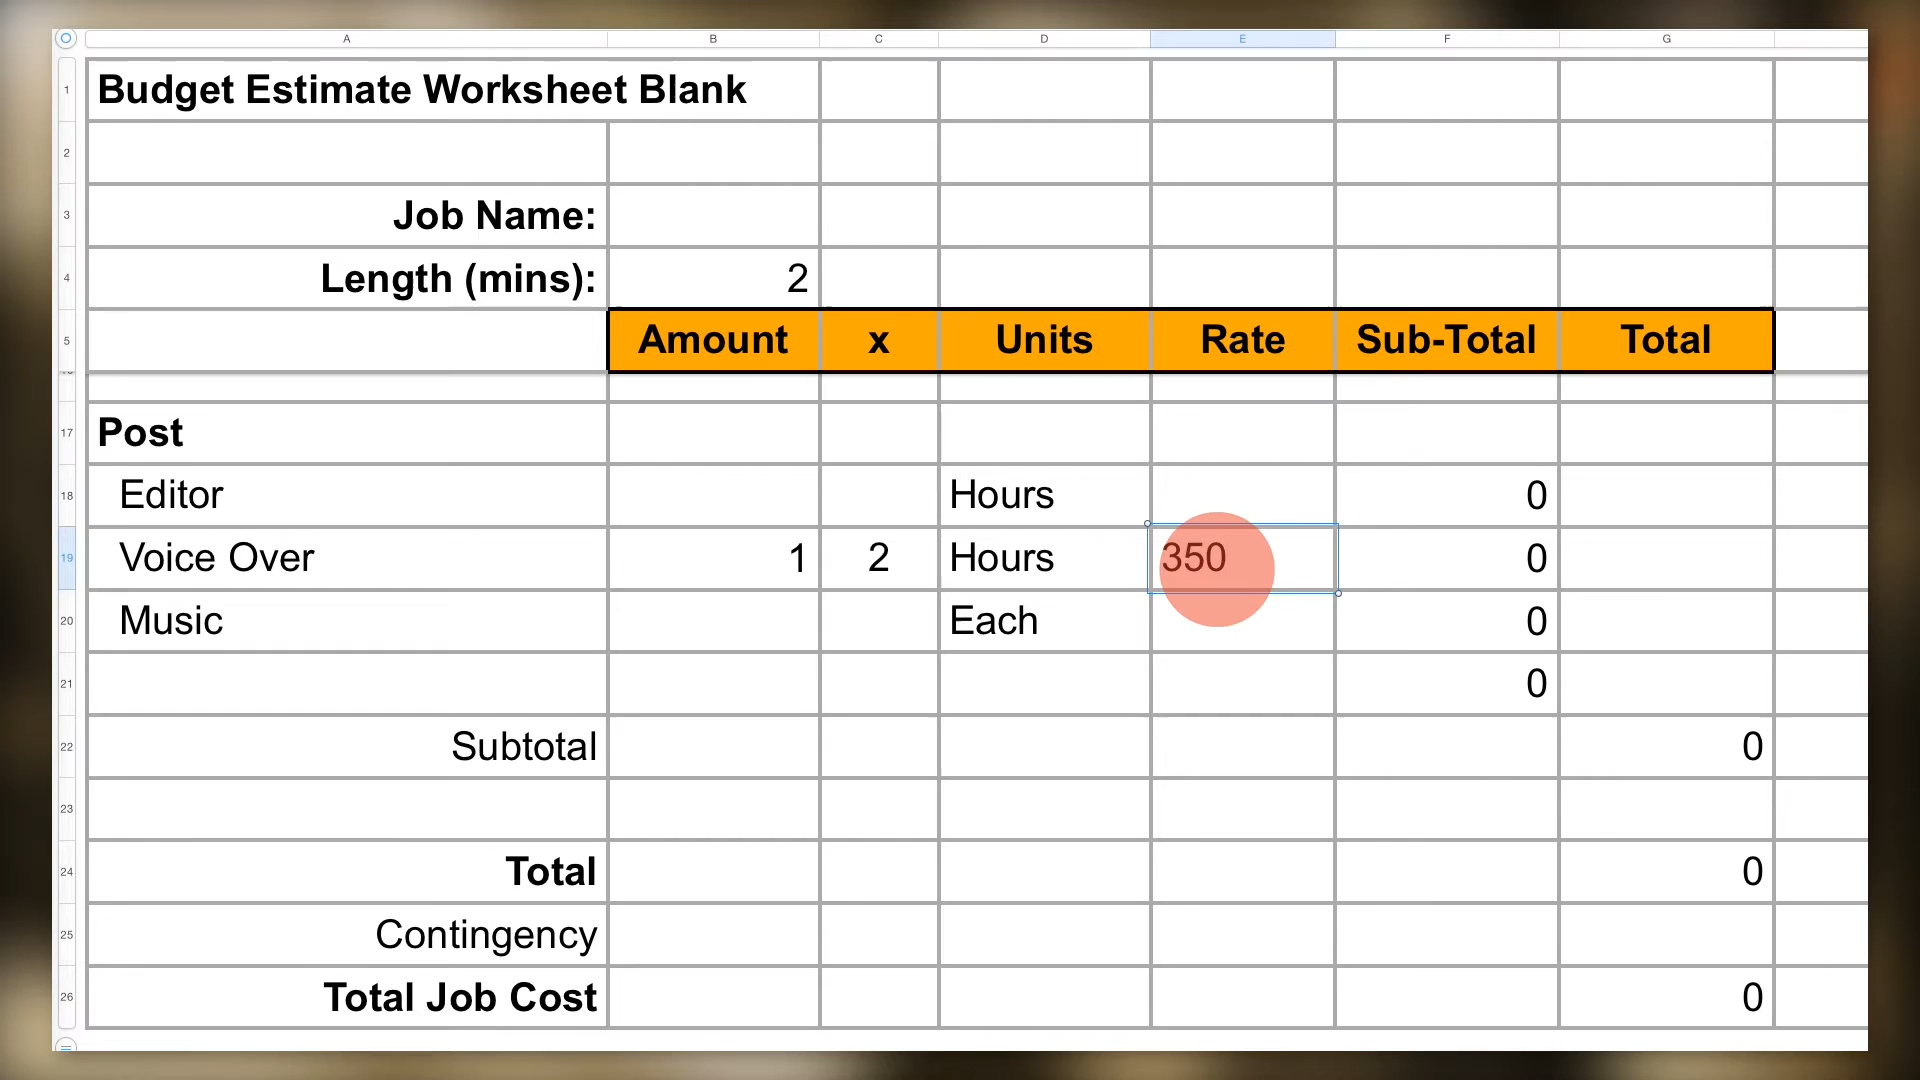 A B C D E F G
1 Budget Estimate Worksheet Blank
2
3 Job Name:
4 Length (mins): 2
5 Amount x Units Rate Sub-Total Total
17 Post
18 Editor Hours 0
19 Voice Over 1 2 Hours 350 0
20 Music Each 0
21 0
22 Subtotal 0
23
24 Total 0
25 Contingency
26 Total Job Cost 0